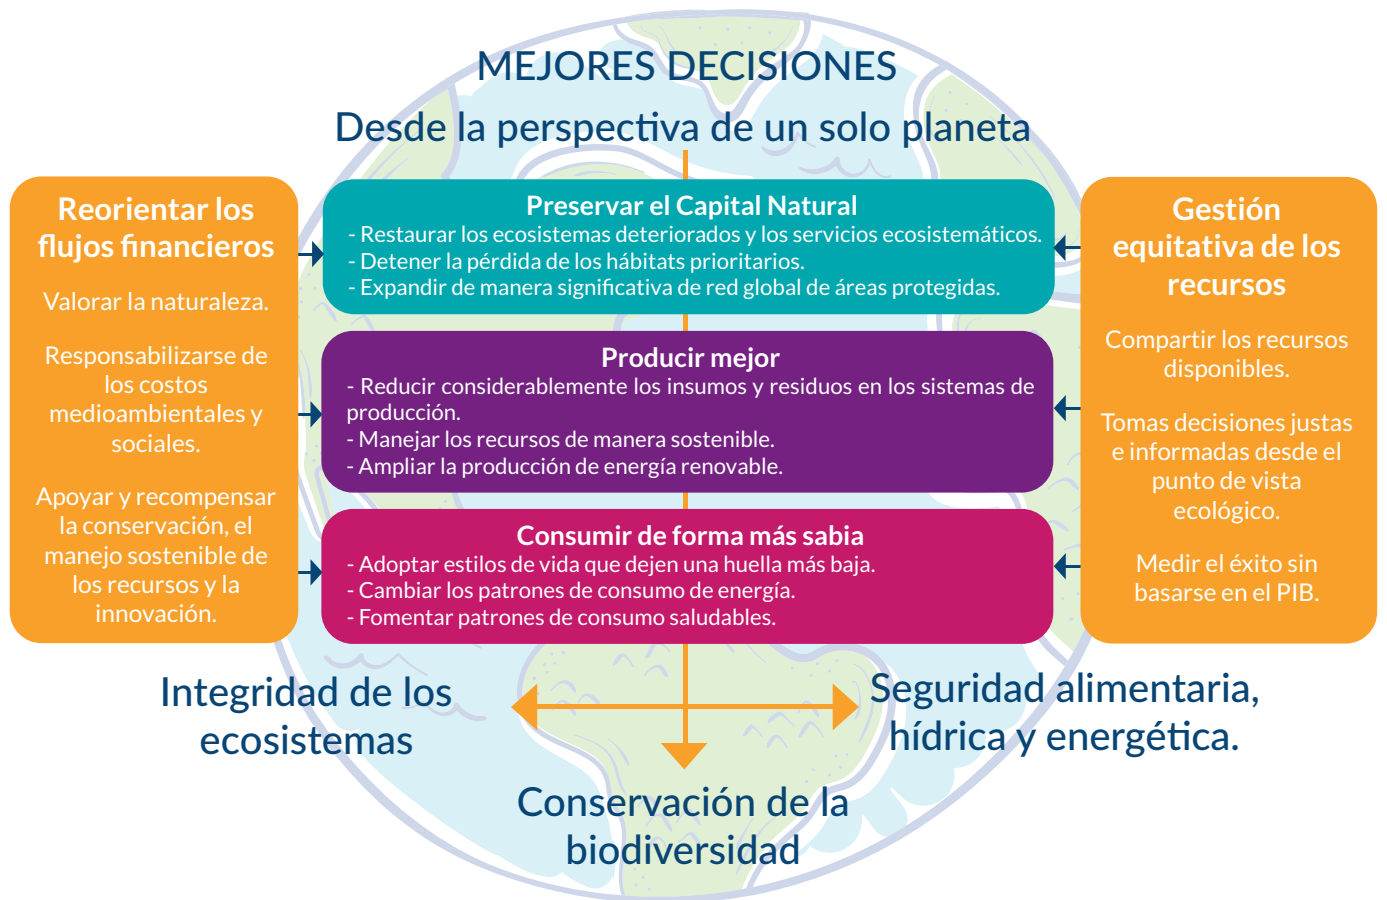 MEJORES DECISIONES
Desde la perspectiva de un solo planeta
Reorientar los
flujos financieros
Valorar la naturaleza.
Responsabilizarse de
los costos
medioambientales y
sociales.
Apoyar y recompensar
la conservación, el
manejo sostenible de
los recursos y la
innovación.
Preservar el Capital Natural
- Restaurar los ecosistemas deteriorados y los servicios ecosistemáticos.
- Detener la pérdida de los hábitats prioritarios.
- Expandir de manera significativa de red global de áreas protegidas.
Producir mejor
- Reducir considerablemente los insumos y residuos en los sistemas de
producción.
- Manejar los recursos de manera sostenible.
- Ampliar la producción de energía renovable.
Consumir de forma más sabia
- Adoptar estilos de vida que dejen una huella más baja.
- Cambiar los patrones de consumo de energía.
- Fomentar patrones de consumo saludables.
Gestión
equitativa de los
recursos
Compartir los recursos
disponibles.
Tomas decisiones justas
e informadas desde el
punto de vista
ecológico.
Medir el éxito sin
basarse en el PIB.
Integridad de los
ecosistemas
Seguridad alimentaria,
hídrica y energética.
Conservación de la
biodiversidad